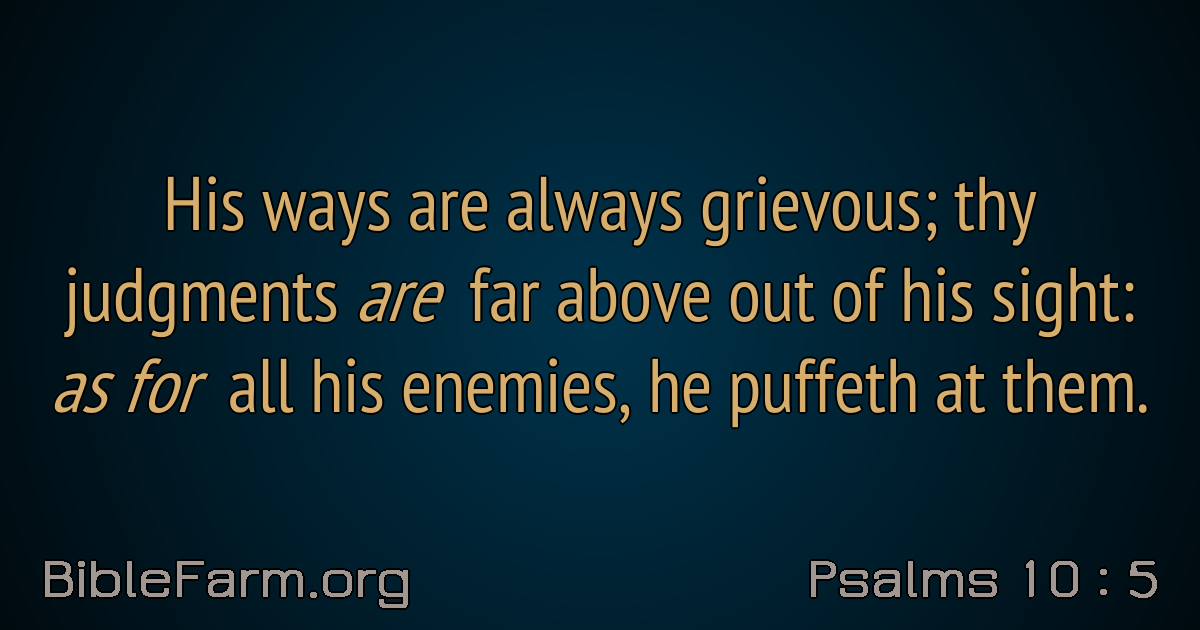 His ways are always grievous; thy
judgments are far above out of his sight:
as for all his enemies, he puffeth at them.
BibleFarm.org
Psalms 10 : 5